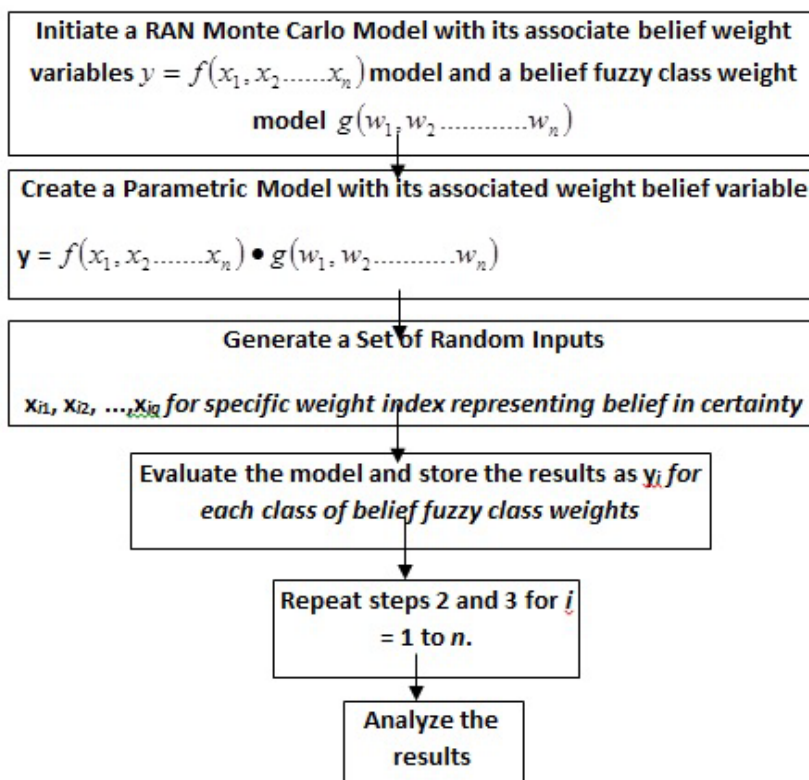 Initiate a RAN Monte Carlo Model with its associate belief weight
variables y = f(x₁, x₂......xₙ) model and a belief fuzzy class weight
model g(w₁, w₂............wₙ)
Create a Parametric Model with its associated weight belief variable
y = f(x₁, x₂.......xₙ) • g(w₁, w₂...........wₙ)
Generate a Set of Random Inputs
xi1, xi2, ...,xiq for specific weight index representing belief in certainty
Evaluate the model and store the results as yi for
each class of belief fuzzy class weights
Repeat steps 2 and 3 for i
= 1 to n.
Analyze the
results